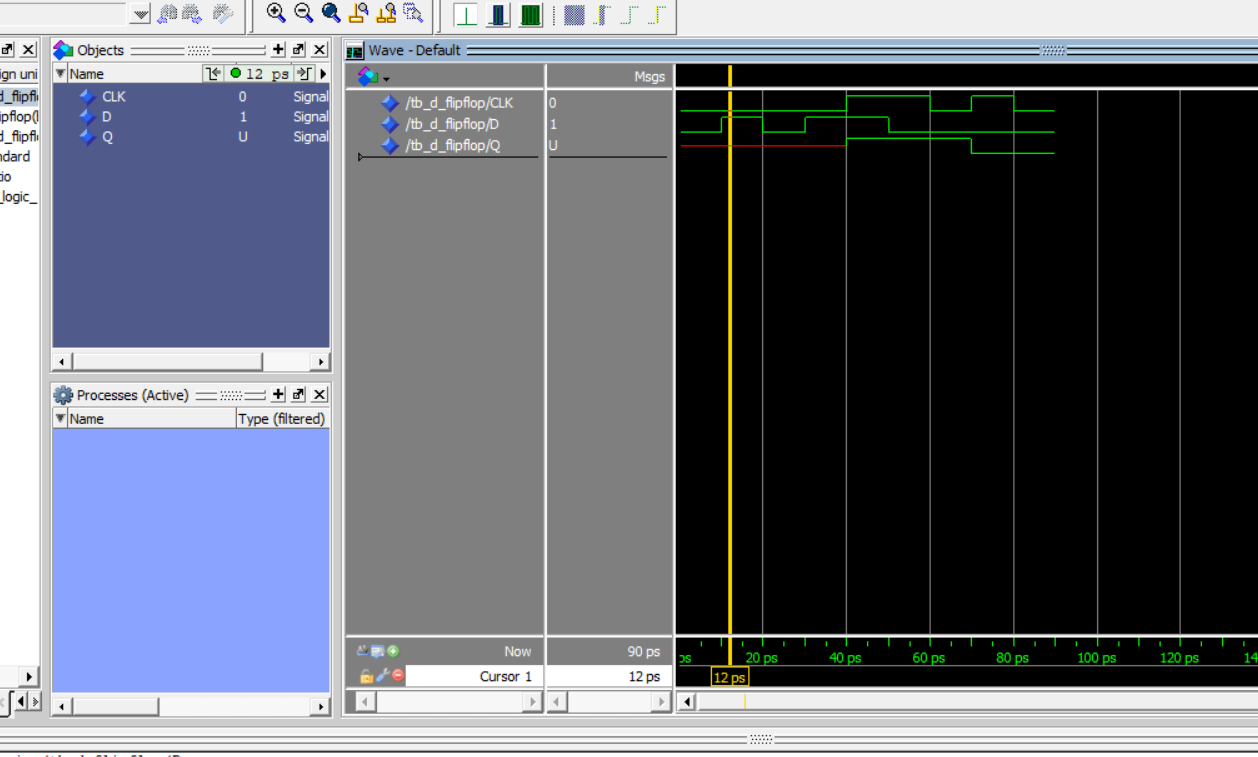 Objects
Wave - Default
ign uni
Name
12 ps
Msgs
d_flipfl
CLK 0 Signal
/tb_d_flipflop/CLK 0
ipflop(l
D 1 Signal
/tb_d_flipflop/D 1
d_flipfl
Q U Signal
/tb_d_flipflop/Q U
ndard
tio
_logic_
Processes (Active)
Name Type (filtered)
Now 90 ps
ps 20 ps 40 ps 60 ps 80 ps 100 ps 120 ps 14
Cursor 1 12 ps
12 ps